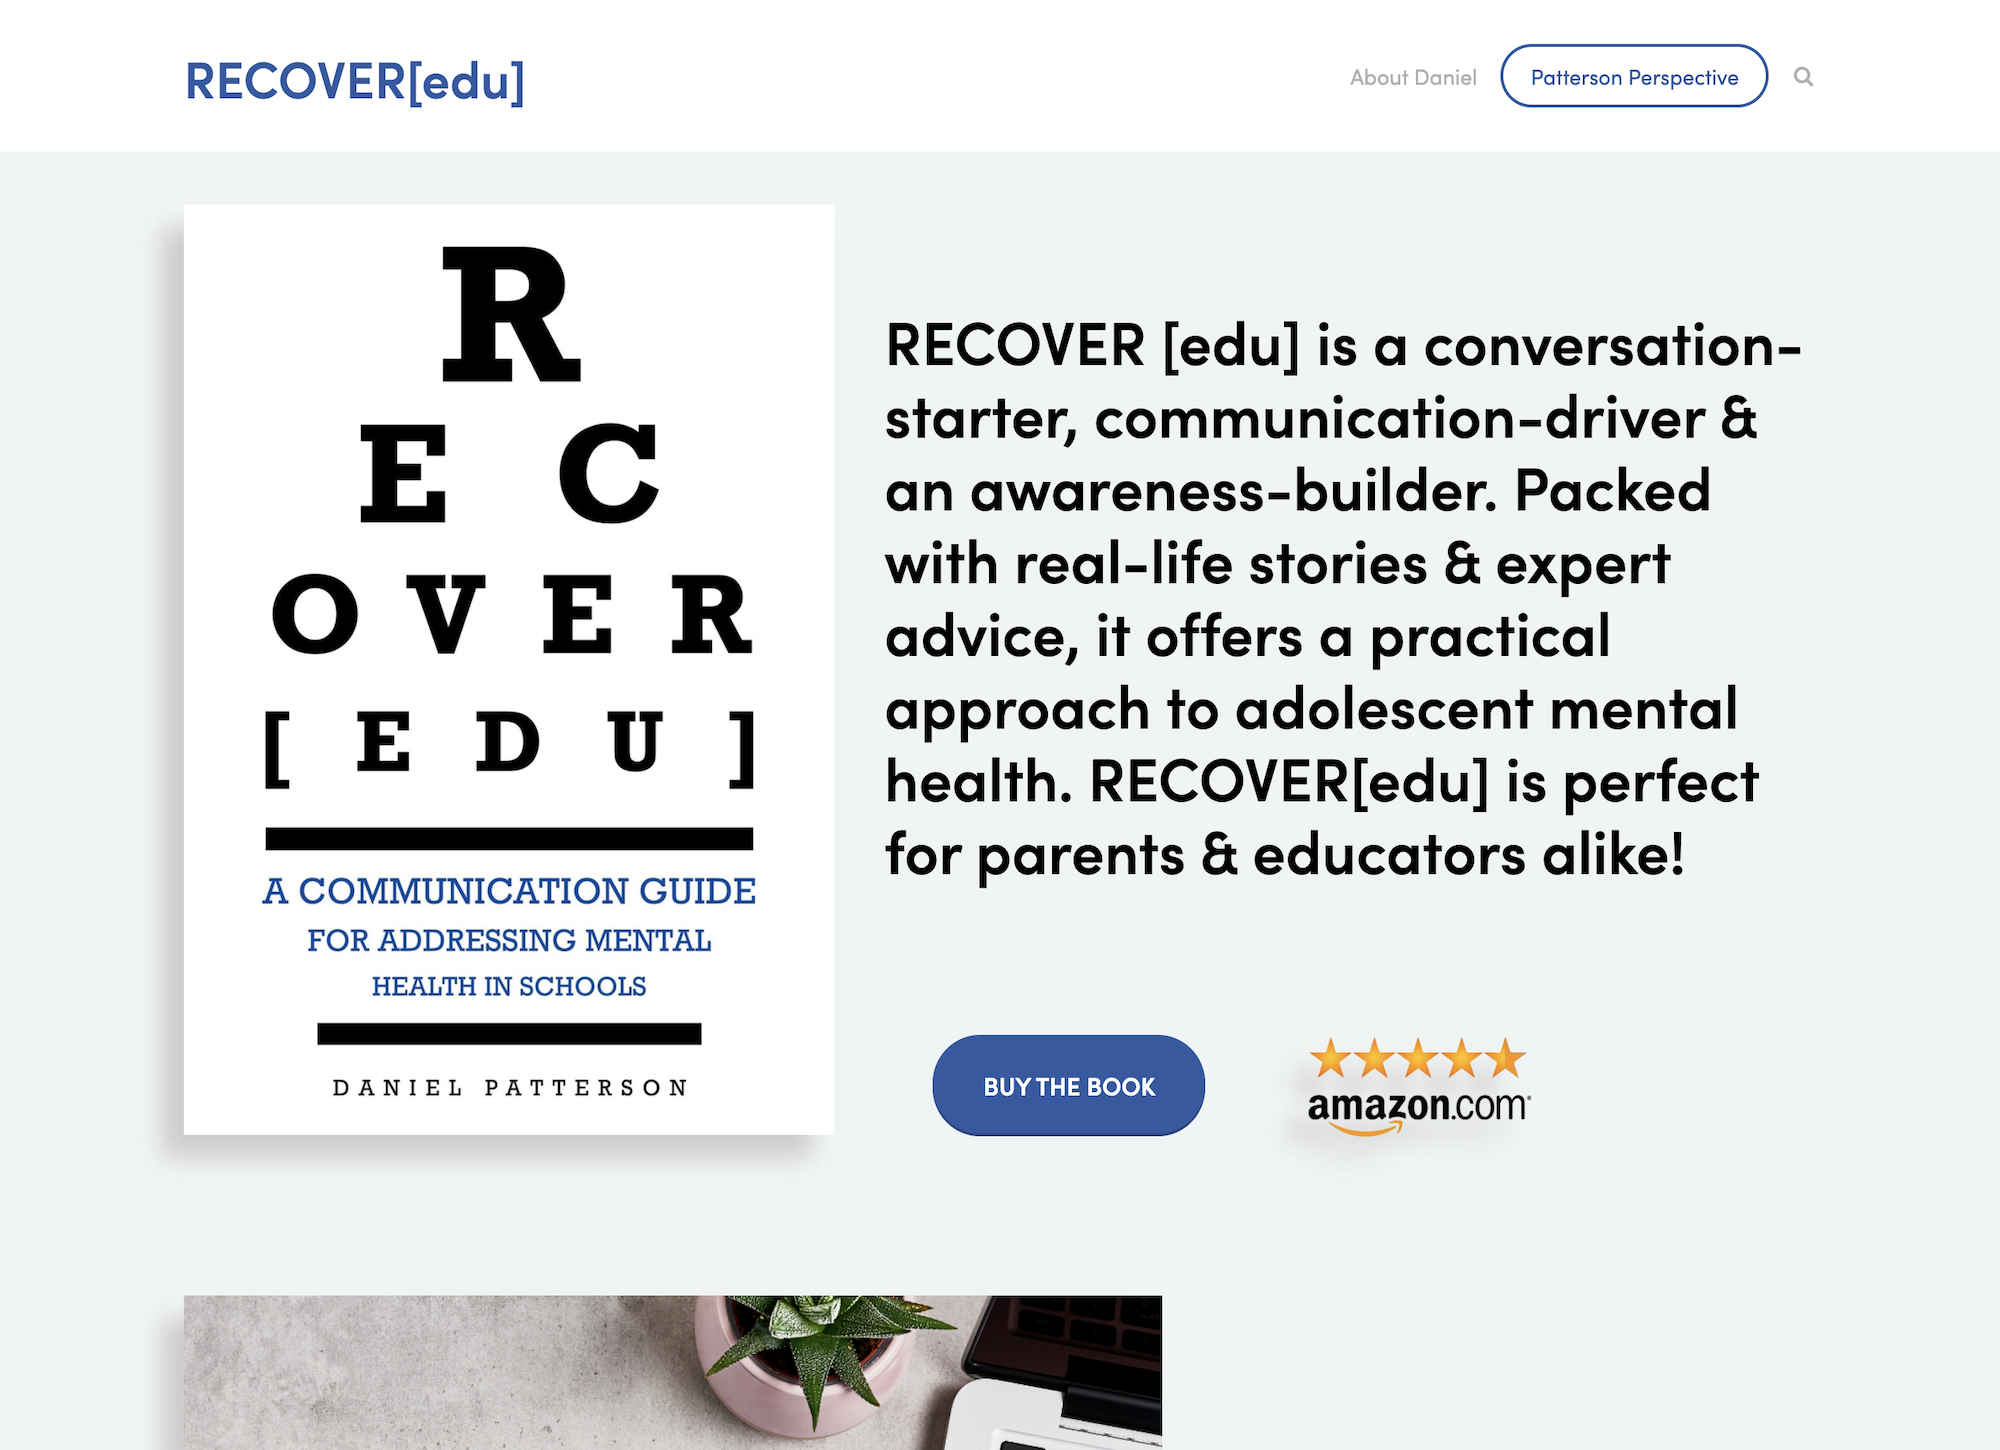 RECOVER[edu]
About Daniel
Patterson Perspective
R
E C
O V E R
[ E D U ]
A COMMUNICATION GUIDE
FOR ADDRESSING MENTAL
HEALTH IN SCHOOLS
DANIEL PATTERSON
RECOVER [edu] is a conversation-
starter, communication-driver &
an awareness-builder. Packed
with real-life stories & expert
advice, it offers a practical
approach to adolescent mental
health. RECOVER[edu] is perfect
for parents & educators alike!
BUY THE BOOK
amazon.com